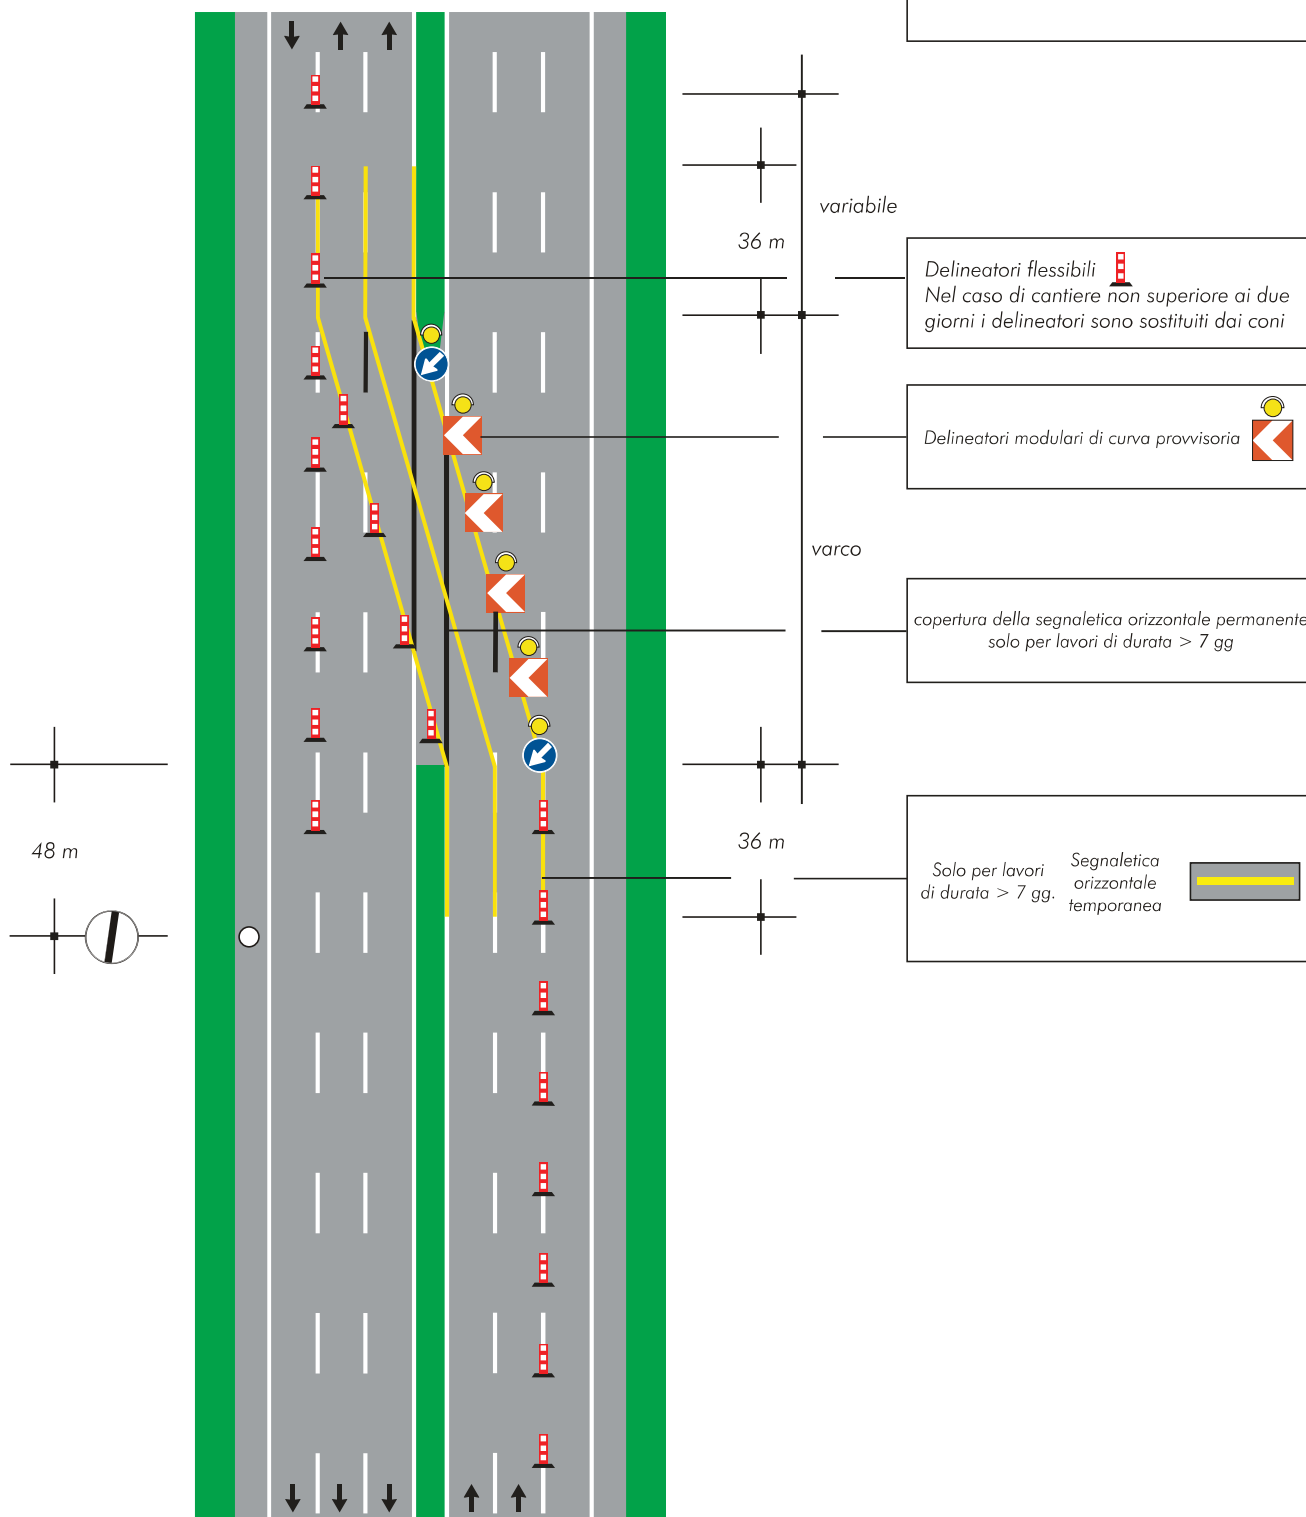 variabile
36 m
Delineatori flessibili
Nel caso di cantiere non superiore ai due
giorni i delineatori sono sostituiti dai coni
Delineatori modulari di curva provvisoria
varco
copertura della segnaletica orizzontale permanente
solo per lavori di durata > 7 gg
48 m
36 m
Solo per lavori
di durata > 7 gg.
Segnaletica
orizzontale
temporanea